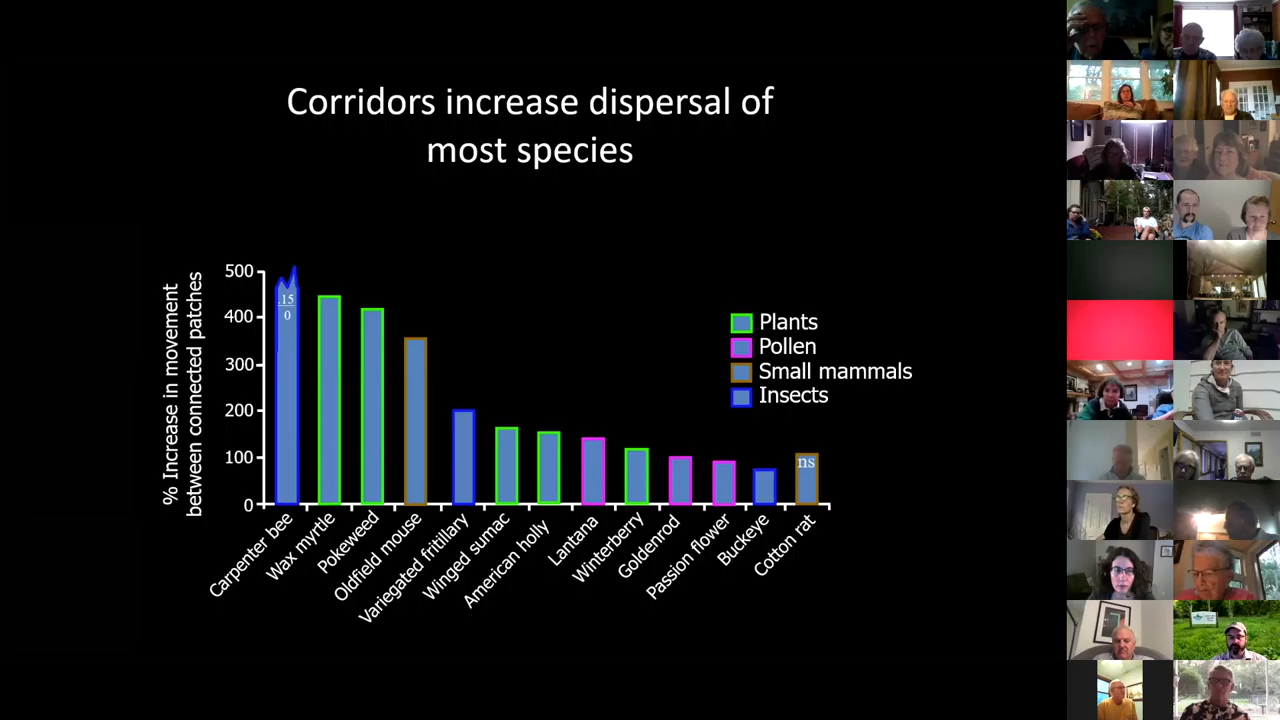 Corridors increase dispersal of
most species
% Increase in movement
between connected patches
500
400
300
200
100
0
15
0
ns
Plants
Pollen
Small mammals
Insects
Carpenter bee
Wax myrtle
Pokeweed
Oldfield mouse
Variegated fritillary
Winged sumac
American holly
Lantana
Winterberry
Goldenrod
Passion flower
Buckeye
Cotton rat